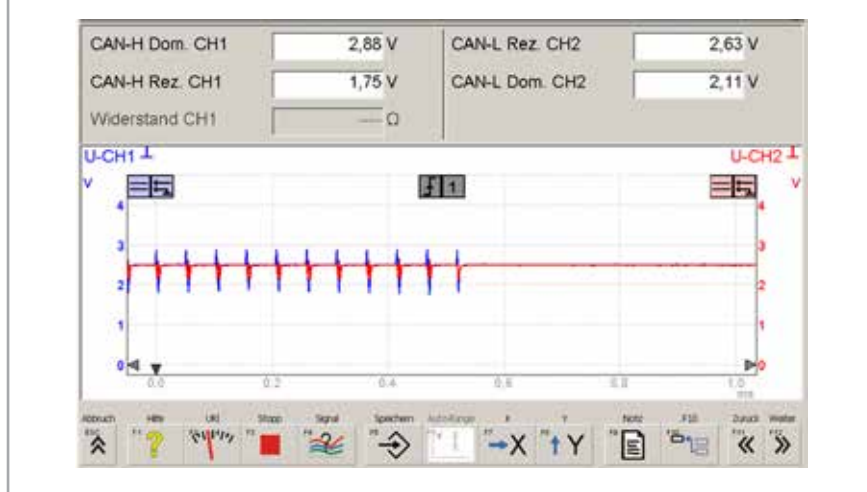 CAN-H Dom. CH1 2,88 V CAN-L Rez. CH2 2,63 V
CAN-H Rez. CH1 1,75 V CAN-L Dom. CH2 2,11 V
Widerstand CH1 --- Ω
U-CH1 U-CH2
V 1 V
4 4
3 3
2 2
1 1
0 0
0.0 0.2 0.4 0.6 0.8 1.0
ms
Abbruch Hilfe URI Stopp Signal Speichern Auto-Range X Y Notiz F10 Zurück Weiter
X Y